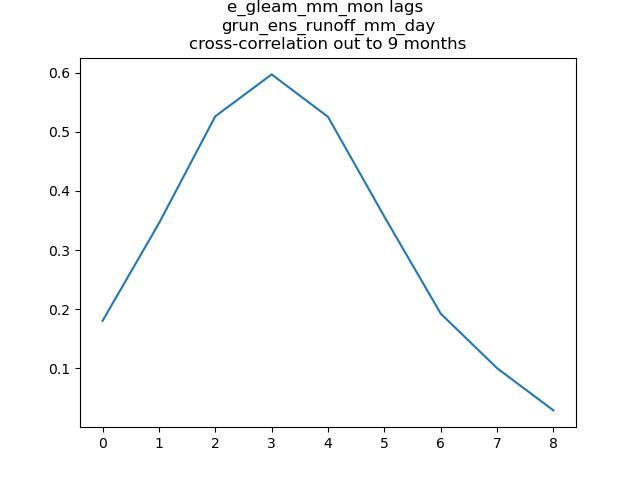 e_gleam_mm_mon lags
grun_ens_runoff_mm_day
cross-correlation out to 9 months
0.6
0.5
0.4
0.3
0.2
0.1
0 1 2 3 4 5 6 7 8